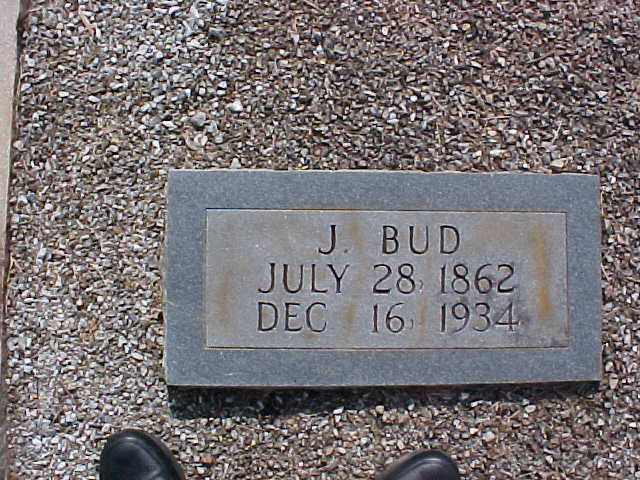 J. BUD
JULY 28, 1862
DEC 16, 1934